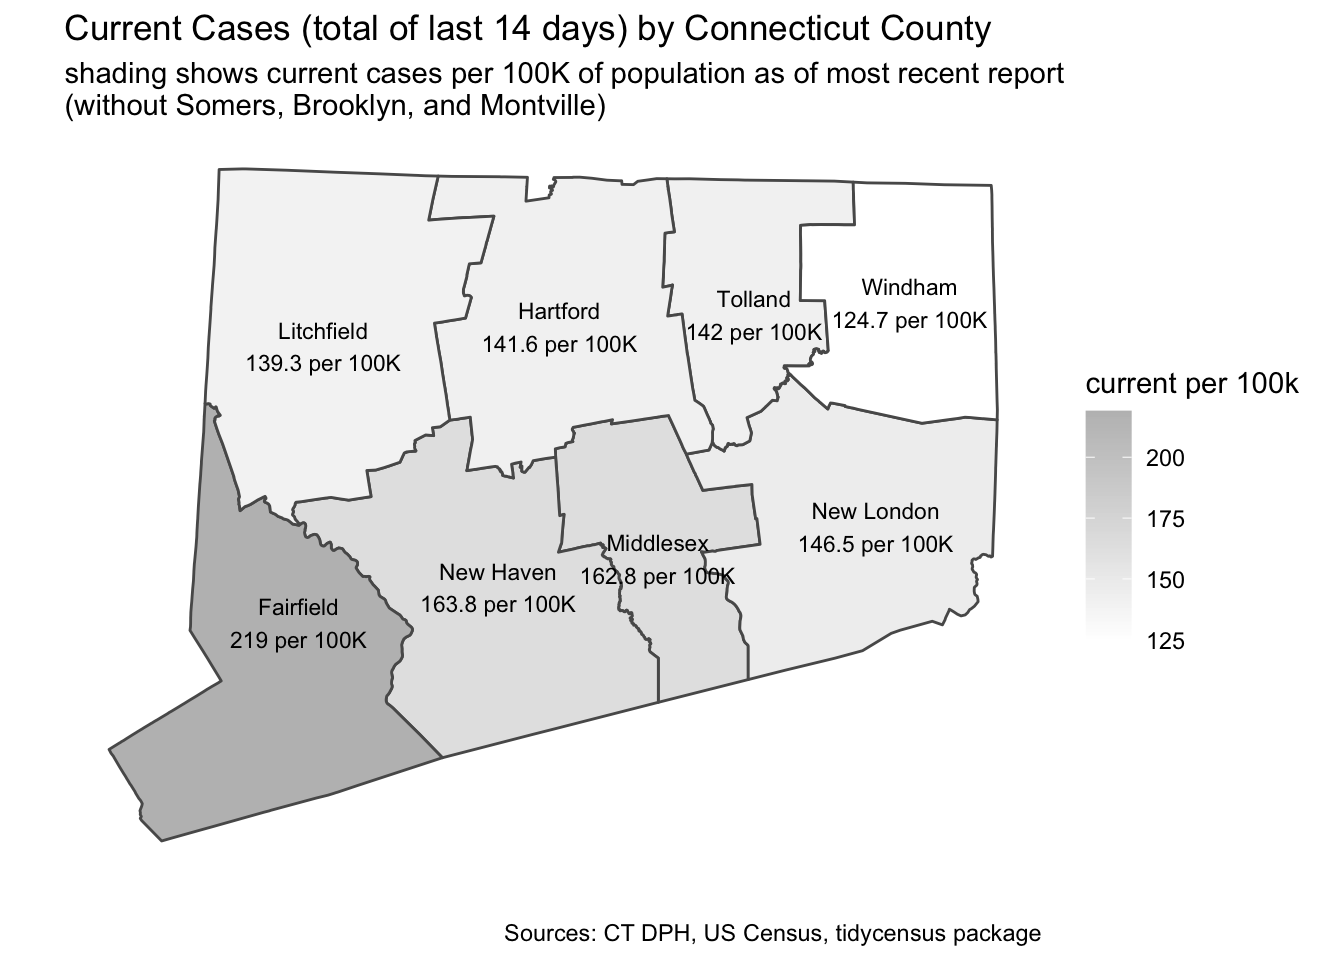 Current Cases (total of last 14 days) by Connecticut County
shading shows current cases per 100K of population as of most recent report
(without Somers, Brooklyn, and Montville)
Litchfield
139.3 per 100K
Hartford
141.6 per 100K
Tolland
142 per 100K
Windham
124.7 per 100K
Fairfield
219 per 100K
New Haven
163.8 per 100K
Middlesex
162.8 per 100K
New London
146.5 per 100K
current per 100k
200
175
150
125
Sources: CT DPH, US Census, tidycensus package